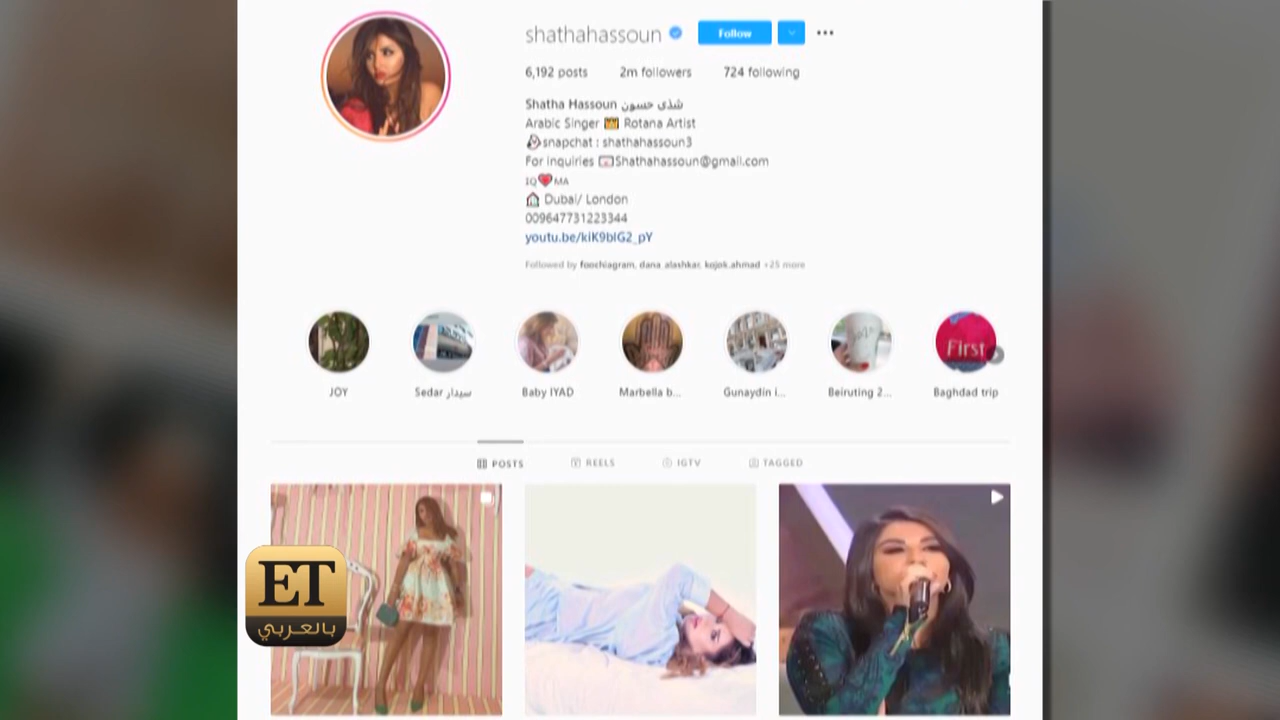 shathahassoun
Follow
6,192 posts 2m followers 724 following
Shatha Hassoun شذى حسون
Arabic Singer Rotana Artist
snapchat : shathahassoun3
For inquiries Shathahassoun@gmail.com
IQ MA
Dubai/ London
009647731223344
youtu.be/kiK9bIG2_pY
Followed by foochiagram, dana_alashkar, kojok.ahmad +25 more
First
JOY
Sedar سيدار
Baby IYAD
Marbella b...
Gunaydin i...
Beiruting 2...
Baghdad trip
POSTS REELS IGTV TAGGED
ET
بالعربي